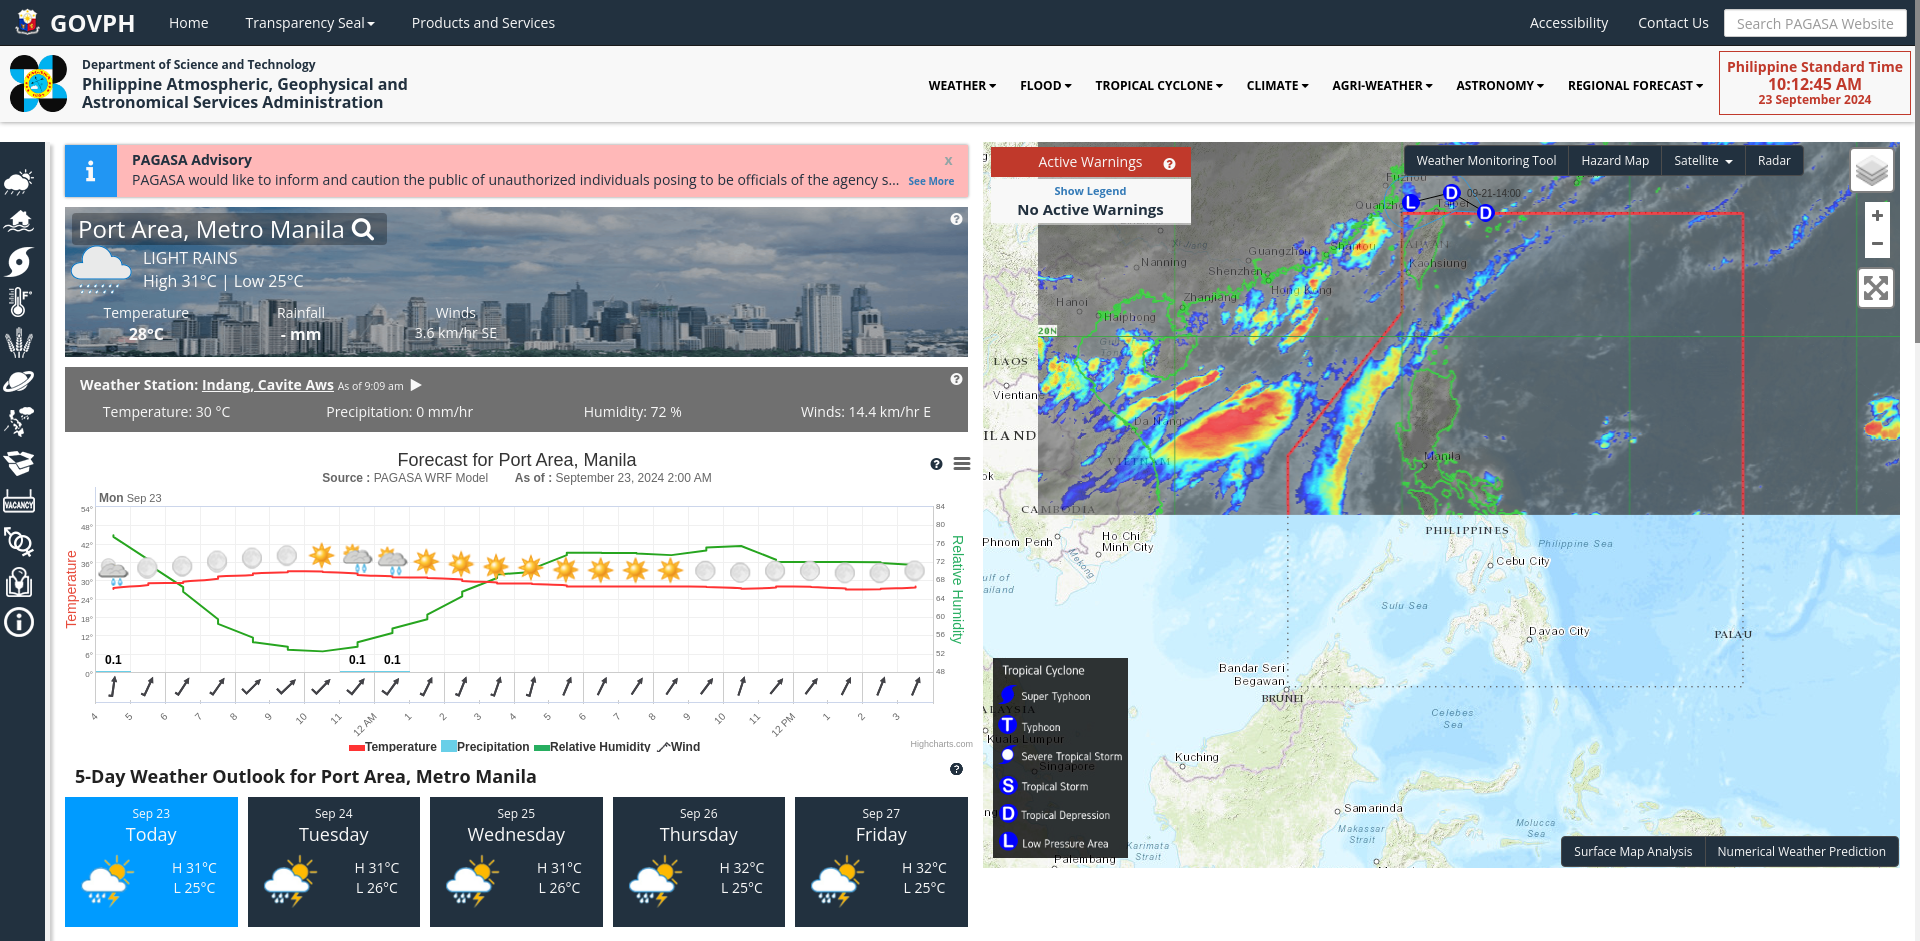 GOVPH
Home
Transparency Seal
Products and Services
Accessibility
Contact Us
Search PAGASA Website
Department of Science and Technology
Philippine Atmospheric, Geophysical and
Astronomical Services Administration
WEATHER
FLOOD
TROPICAL CYCLONE
CLIMATE
AGRI-WEATHER
ASTRONOMY
REGIONAL FORECAST
Philippine Standard Time
10:12:45 AM
23 September 2024
VACANCY
PAGASA Advisory
x
PAGASA would like to inform and caution the public of unauthorized individuals posing to be officials of the agency s...
See More
Port Area, Metro Manila
LIGHT RAINS
High 31°C | Low 25°C
Temperature
Rainfall
Winds
28°C
- mm
3.6 km/hr SE
Weather Station: Indang, Cavite Aws As of 9:09 am
Temperature: 30 °C
Precipitation: 0 mm/hr
Humidity: 72 %
Winds: 14.4 km/hr E
Forecast for Port Area, Manila
Source : PAGASA WRF Model As of : September 23, 2024 2:00 AM
Mon Sep 23
54°
48°
42°
36°
30°
24°
18°
12°
6°
0°
Temperature
84
80
76
72
68
64
60
56
52
48
Relative Humidity
0.1
0.1
0.1
4
5
6
7
8
9
10
11
12 AM
1
2
3
4
5
6
7
8
9
10
11
12 PM
1
2
3
Temperature
Precipitation
Relative Humidity
Wind
Highcharts.com
5-Day Weather Outlook for Port Area, Metro Manila
Sep 23
Today
H 31°C
L 25°C
Sep 24
Tuesday
H 31°C
L 26°C
Sep 25
Wednesday
H 31°C
L 26°C
Sep 26
Thursday
H 32°C
L 25°C
Sep 27
Friday
H 32°C
L 25°C
Active Warnings
Show Legend
No Active Warnings
Weather Monitoring Tool
Hazard Map
Satellite
Radar
+
−
L
D
D
09-21-14:00
Fuzhou
Quanzho
Taipei
TAIWAN
Kaohsiung
Xi Jiang
Guangzhou
Shantou
Nanning
Shenzhen
Hong Kong
Zhanjiang
Hanoi
Haiphong
20N
LAOS
Vientian
ILAND
Da Nang
VIETNAM
Manila
ok
CAMBODIA
PHILIPPINES
Phnom Penh
Ho Chi
Minh City
Mekong
Philippine Sea
Cebu City
ulf of
ailand
Sulu Sea
Davao City
PALAU
Bandar Seri
Begawan
BRUNEI
ALAYSIA
Kuala Lumpur
Singapore
Celebes
Sea
Kuching
Samarinda
Makassar
Strait
Molucca
Sea
Karimata
Strait
Palembang
Tropical Cyclone
Super Typhoon
T Typhoon
Severe Tropical Storm
S Tropical Storm
D Tropical Depression
L Low Pressure Area
Surface Map Analysis
Numerical Weather Prediction